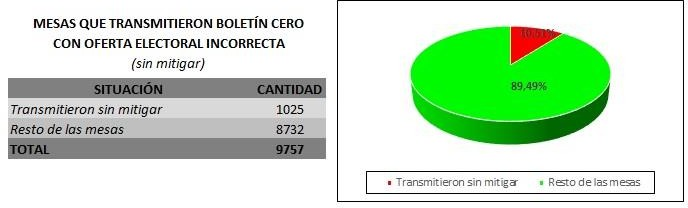 MESAS QUE TRANSMITIERON BOLETÍN CERO
CON OFERTA ELECTORAL INCORRECTA
(sin mitigar)
SITUACIÓN CANTIDAD
Transmitieron sin mitigar 1025
Resto de las mesas 8732
TOTAL 9757
10,51%
89,49%
Transmitieron sin mitigar Resto de las mesas